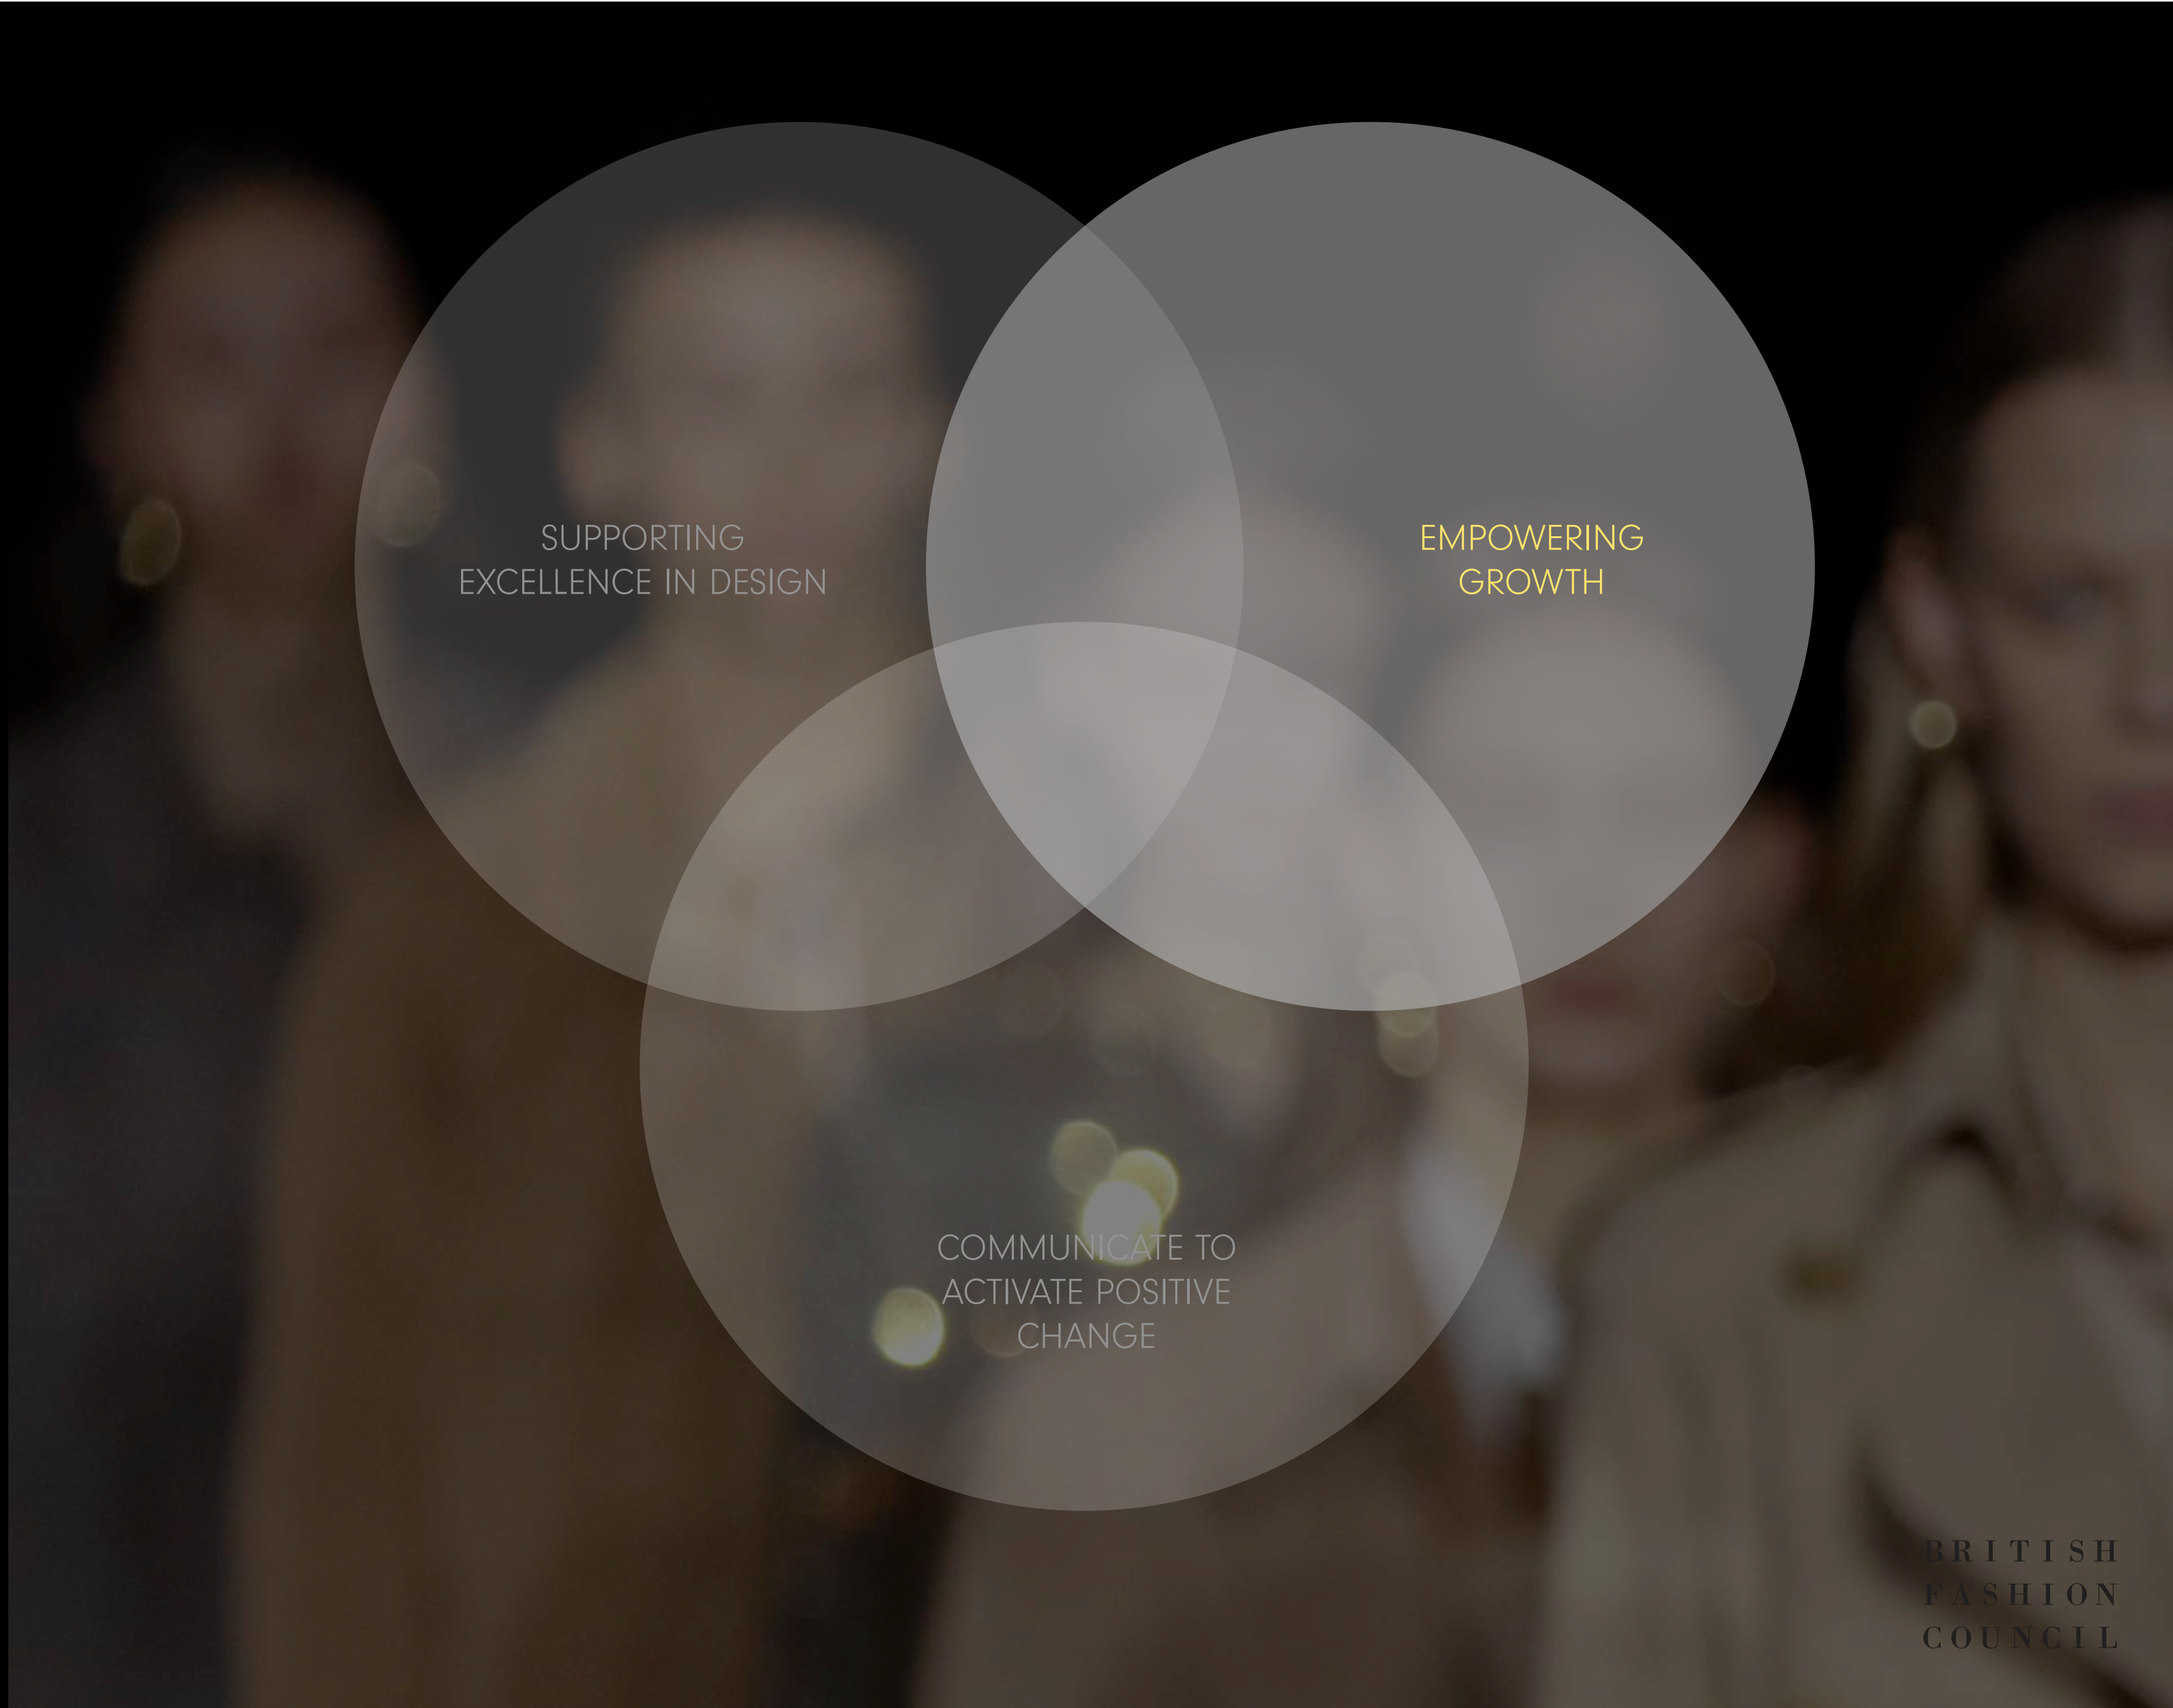 SUPPORTING
EXCELLENCE IN DESIGN
EMPOWERING
GROWTH
COMMUNICATE TO
ACTIVATE POSITIVE
CHANGE
BRITISH
FASHION
COUNCIL